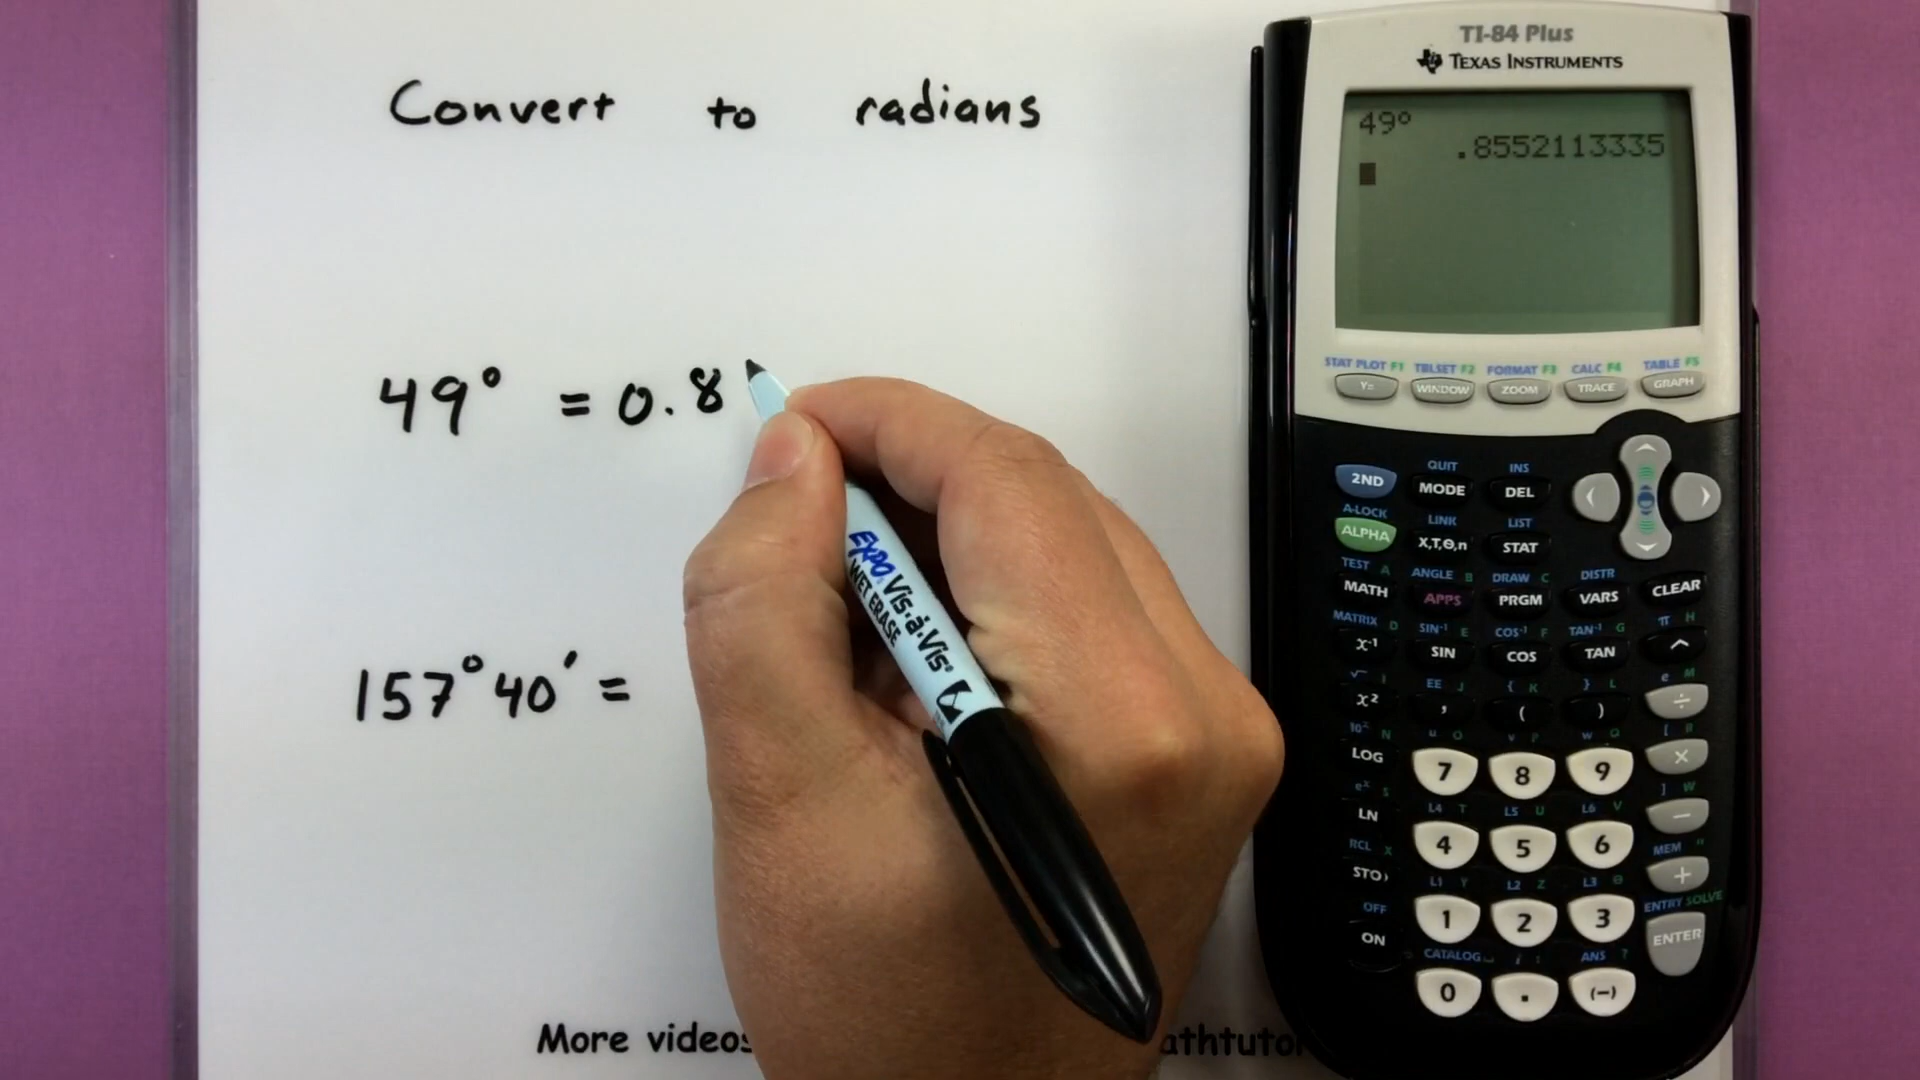 Convert to radians
49° = 0.8
157°40' =
More videos
athtutor
EXPO Vis·à·Vis®
WET ERASE
TI-84 Plus
TEXAS INSTRUMENTS
49°
.8552113335
STAT PLOT F1 TBLSET F2 FORMAT F3 CALC F4 TABLE F5
Y= WINDOW ZOOM TRACE GRAPH
QUIT INS
2ND MODE DEL
A-LOCK LINK LIST
ALPHA X,T,Θ,n STAT
TEST A ANGLE B DRAW C DISTR
MATH APPS PRGM VARS CLEAR
MATRIX D SIN⁻¹ E COS⁻¹ F TAN⁻¹ G π H
x⁻¹ SIN COS TAN ^
√ I EE J { K } L e M
x² , ( ) ÷
10ˣ N u O v P w Q [ R
LOG 7 8 9 ×
eˣ S L4 T L5 U L6 V ] W
LN 4 5 6 −
RCL X L1 Y L2 Z L3 θ MEM "
STO› 1 2 3 +
OFF ENTRY SOLVE
ON ENTER
CATALOG ⎵ i : ANS ?
0 . (−)